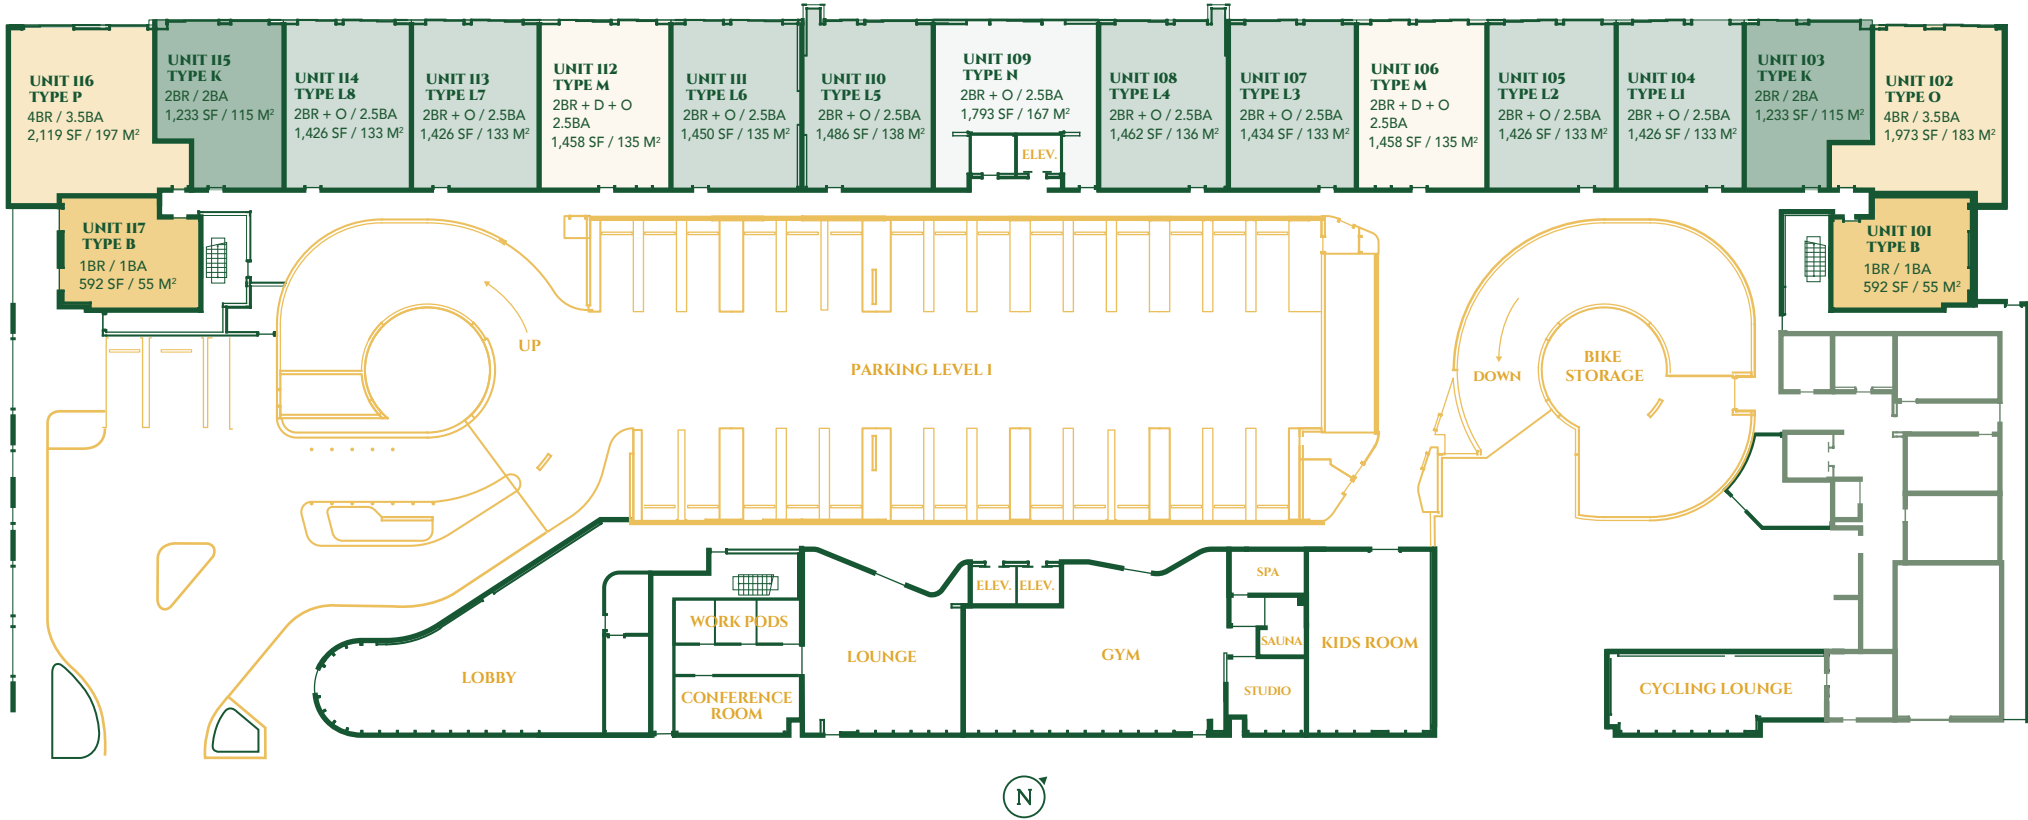 UNIT 116
TYPE P
4BR / 3.5BA
2,119 SF / 197 M²
UNIT 115
TYPE K
2BR / 2BA
1,233 SF / 115 M²
UNIT 114
TYPE L8
2BR + O / 2.5BA
1,426 SF / 133 M²
UNIT 113
TYPE L7
2BR + O / 2.5BA
1,426 SF / 133 M²
UNIT 112
TYPE M
2BR + D + O
2.5BA
1,458 SF / 135 M²
UNIT 111
TYPE L6
2BR + O / 2.5BA
1,450 SF / 135 M²
UNIT 110
TYPE L5
2BR + O / 2.5BA
1,486 SF / 138 M²
UNIT 109
TYPE N
2BR + O / 2.5BA
1,793 SF / 167 M²
ELEV.
UNIT 108
TYPE L4
2BR + O / 2.5BA
1,462 SF / 136 M²
UNIT 107
TYPE L3
2BR + O / 2.5BA
1,434 SF / 133 M²
UNIT 106
TYPE M
2BR + D + O
2.5BA
1,458 SF / 135 M²
UNIT 105
TYPE L2
2BR + O / 2.5BA
1,426 SF / 133 M²
UNIT 104
TYPE L1
2BR + O / 2.5BA
1,426 SF / 133 M²
UNIT 103
TYPE K
2BR / 2BA
1,233 SF / 115 M²
UNIT 102
TYPE O
4BR / 3.5BA
1,973 SF / 183 M²
UNIT 117
TYPE B
1BR / 1BA
592 SF / 55 M²
UNIT 101
TYPE B
1BR / 1BA
592 SF / 55 M²
UP
PARKING LEVEL 1
DOWN
BIKE
STORAGE
LOBBY
WORK PODS
CONFERENCE
ROOM
LOUNGE
ELEV.
ELEV.
GYM
SPA
SAUNA
STUDIO
KIDS ROOM
CYCLING LOUNGE
N